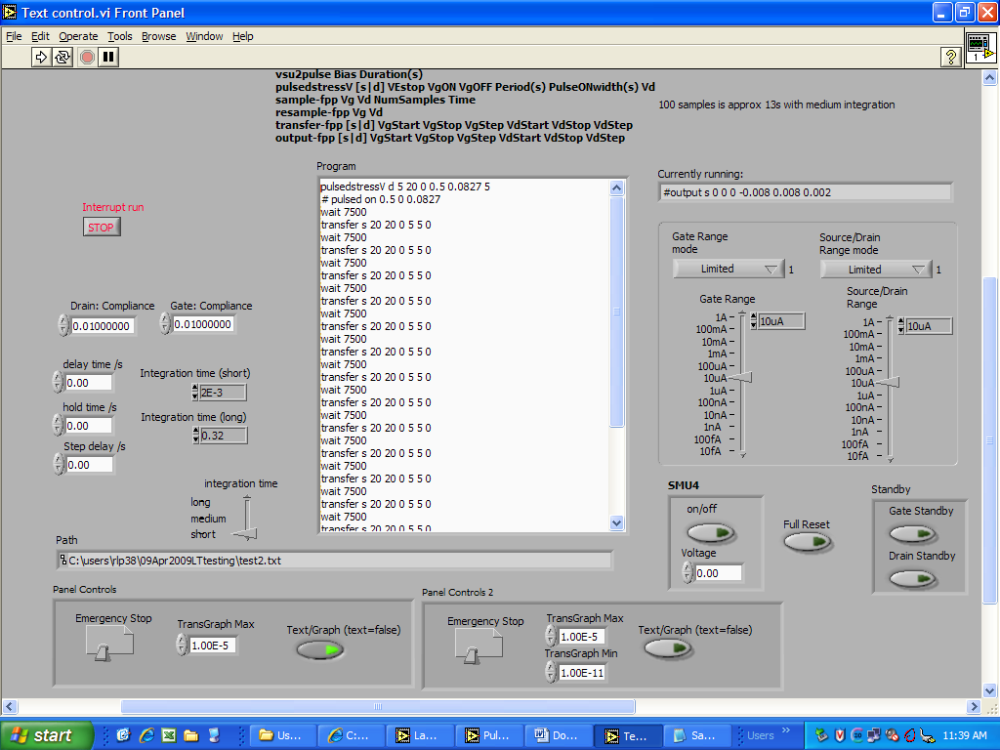 Text control.vi Front Panel
File Edit Operate Tools Browse Window Help
1
vsu2pulse Bias Duration(s)
pulsedstressV [s|d] VEstop VgON VgOFF Period(s) PulseONwidth(s) Vd
sample-fpp Vg Vd NumSamples Time
resample-fpp Vg Vd
transfer-fpp [s|d] VgStart VgStop VgStep VdStart VdStop VdStep
output-fpp [s|d] VgStart VgStop VgStep VdStart VdStop VdStep
100 samples is approx 13s with medium integration
Interrupt run
STOP
Drain: Compliance
0.01000000
Gate: Compliance
0.01000000
delay time /s
0.00
hold time /s
0.00
Step delay /s
0.00
Integration time (short)
2E-3
Integration time (long)
0.32
integration time
long
medium
short
Program
pulsedstressV d 5 20 0 0.5 0.0827 5
# pulsed on 0.5 0 0.0827
wait 7500
transfer s 20 20 0 5 5 0
wait 7500
transfer s 20 20 0 5 5 0
wait 7500
transfer s 20 20 0 5 5 0
wait 7500
transfer s 20 20 0 5 5 0
wait 7500
transfer s 20 20 0 5 5 0
wait 7500
transfer s 20 20 0 5 5 0
wait 7500
transfer s 20 20 0 5 5 0
wait 7500
transfer s 20 20 0 5 5 0
wait 7500
transfer s 20 20 0 5 5 0
wait 7500
transfer s 20 20 0 5 5 0
wait 7500
transfer s 20 20 0 5 5 0
wait 7500
transfer s 20 20 0 5 5 0
wait 7500
transfer s 20 20 0 5 5 0
Currently running:
#output s 0 0 0 -0.008 0.008 0.002
Gate Range
mode
Limited 1
Source/Drain
Range mode
Limited 1
Gate Range
10uA
1A
100mA
10mA
1mA
100uA
10uA
1uA
100nA
10nA
1nA
100fA
10fA
Source/Drain
Range
10uA
1A
100mA
10mA
1mA
100uA
10uA
1uA
100nA
10nA
1nA
100fA
10fA
SMU4
on/off
Voltage
0.00
Full Reset
Standby
Gate Standby
Drain Standby
Path
C:\users\rlp38\09Apr2009LTtesting\test2.txt
Panel Controls
Emergency Stop
TransGraph Max
1.00E-5
Text/Graph (text=false)
Panel Controls 2
Emergency Stop
TransGraph Max
1.00E-5
TransGraph Min
1.00E-11
Text/Graph (text=false)
start
Us...
C:...
La...
Pul...
Do...
Te...
Sa...
Users
11:39 AM